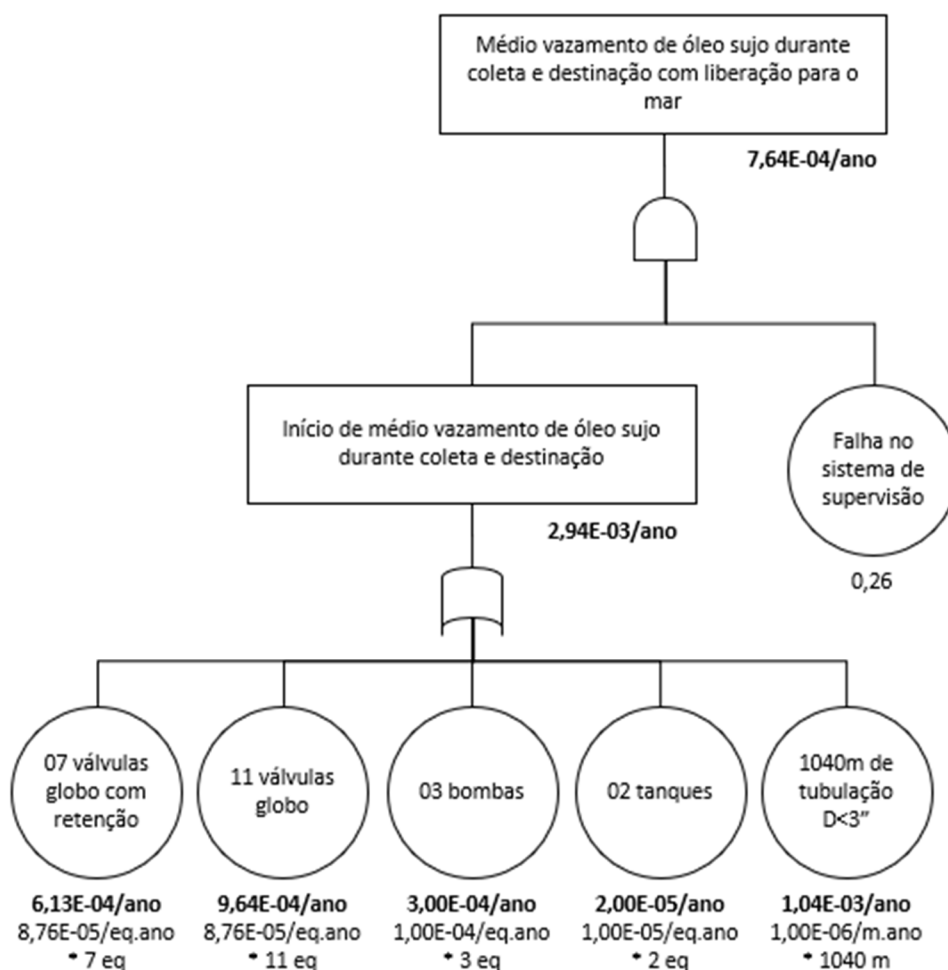 Médio vazamento de óleo sujo durante
coleta e destinação com liberação para o
mar
7,64E-04/ano
Início de médio vazamento de óleo sujo
durante coleta e destinação
2,94E-03/ano
Falha no
sistema de
supervisão
0,26
07 válvulas
globo com
retenção
6,13E-04/ano
8,76E-05/eq.ano
* 7 eq
11 válvulas
globo
9,64E-04/ano
8,76E-05/eq.ano
* 11 eq
03 bombas
3,00E-04/ano
1,00E-04/eq.ano
* 3 eq
02 tanques
2,00E-05/ano
1,00E-05/eq.ano
* 2 eq
1040m de
tubulação
D<3”
1,04E-03/ano
1,00E-06/m.ano
* 1040 m